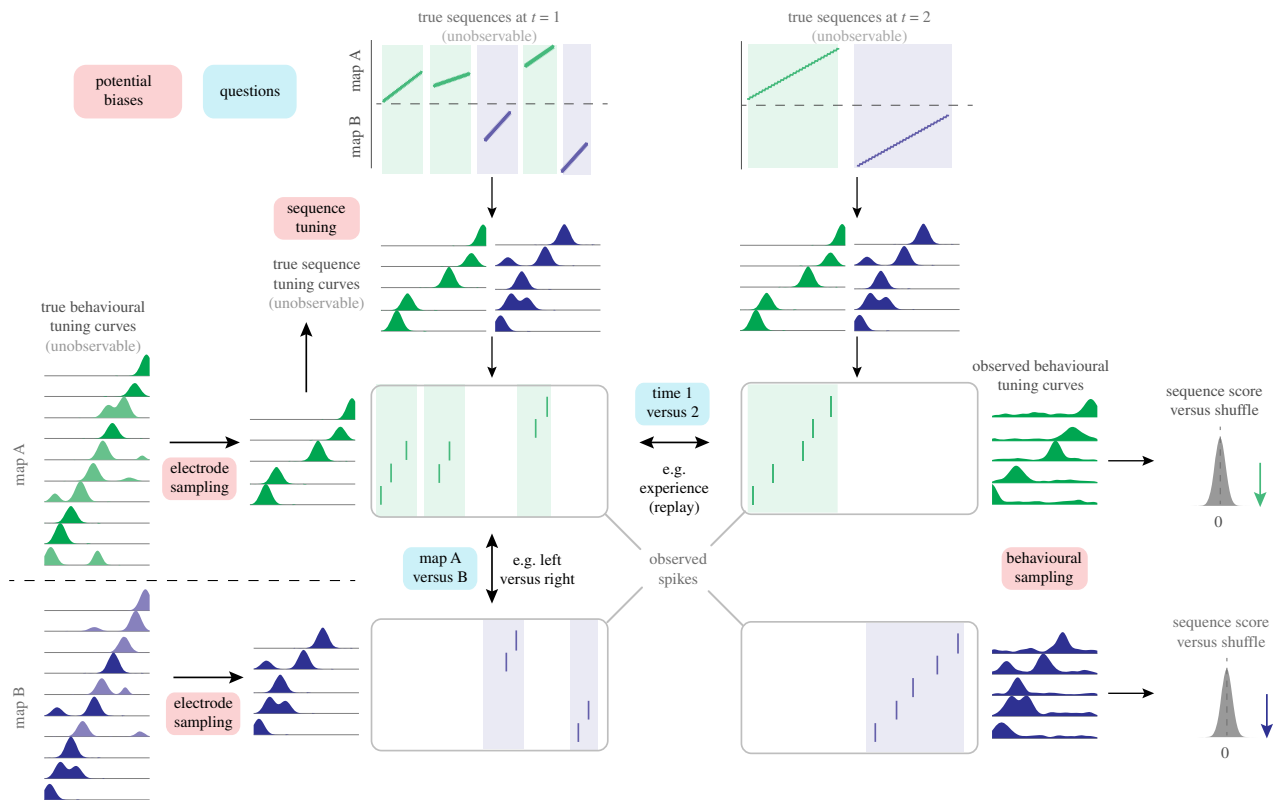 true sequences at t = 1
(unobservable)
true sequences at t = 2
(unobservable)
map A
map B
potential
biases
questions
sequence
tuning
true sequence
tuning curves
(unobservable)
true behavioural
tuning curves
(unobservable)
map A
electrode
sampling
time 1
versus 2
e.g.
experience
(replay)
observed behavioural
tuning curves
sequence score
versus shuffle
0
map A
versus B
e.g. left
versus right
observed
spikes
behavioural
sampling
map B
electrode
sampling
sequence score
versus shuffle
0